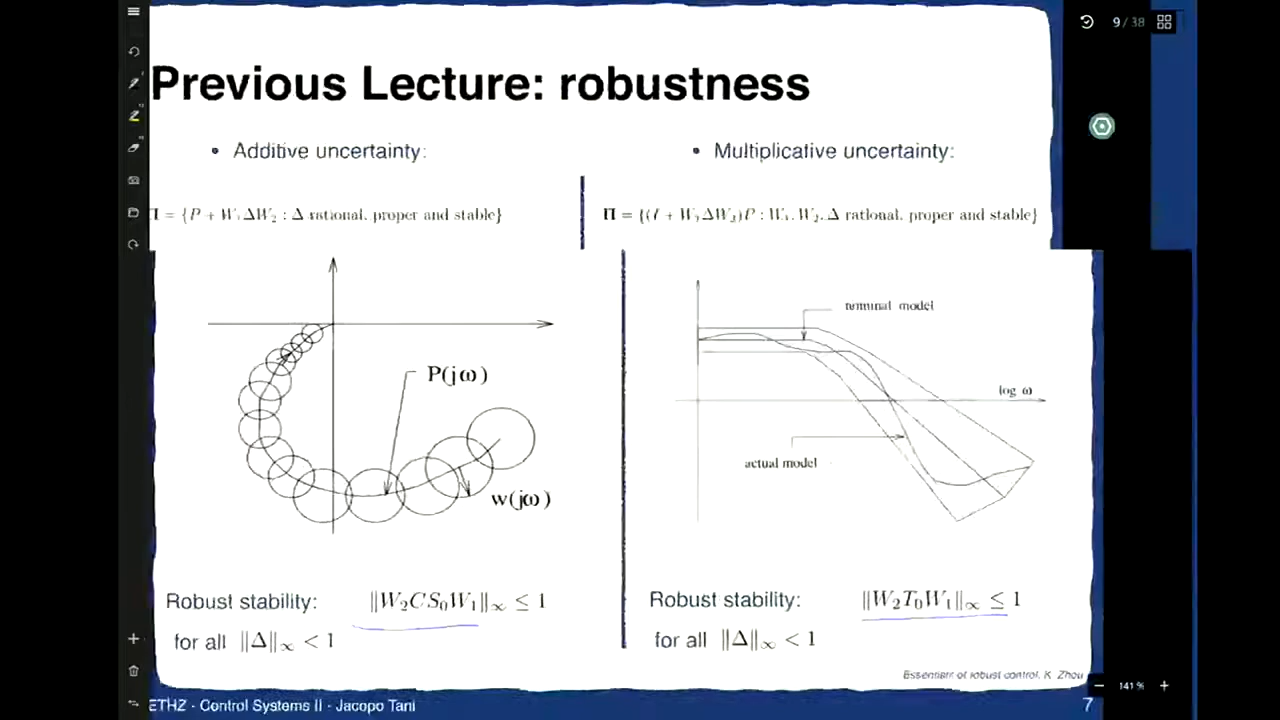 9 / 38
Previous Lecture: robustness
• Additive uncertainty:
Π = {P + W₁ΔW₂ : Δ rational, proper and stable}
P(jω)
w(jω)
Robust stability: ‖W₂CS₀W₁‖∞ ≤ 1
for all ‖Δ‖∞ < 1
• Multiplicative uncertainty:
Π = {(I + W₁ΔW₂)P : W₁, W₂, Δ rational, proper and stable}
nominal model
log ω
actual model
Robust stability: ‖W₂T₀W₁‖∞ ≤ 1
for all ‖Δ‖∞ < 1
Essentials of robust control, K. Zhou
141 %
ETHZ - Control Systems II - Jacopo Tani
7